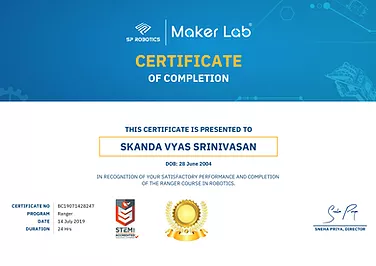 SP ROBOTICS
Maker Lab
CERTIFICATE
OF COMPLETION
THIS CERTIFICATE IS PRESENTED TO
SKANDA VYAS SRINIVASAN
DOB: 28 June 2004
IN RECOGNITION OF YOUR SATISFACTORY PERFORMANCE AND COMPLETION
OF THE RANGER COURSE IN ROBOTICS.
CERTIFICATE NO BC19071428247
PROGRAM Ranger
DATE 14 July 2019
DURATION 24 Hrs
STEM
ACCREDITED
SNEHA PRIYA, DIRECTOR